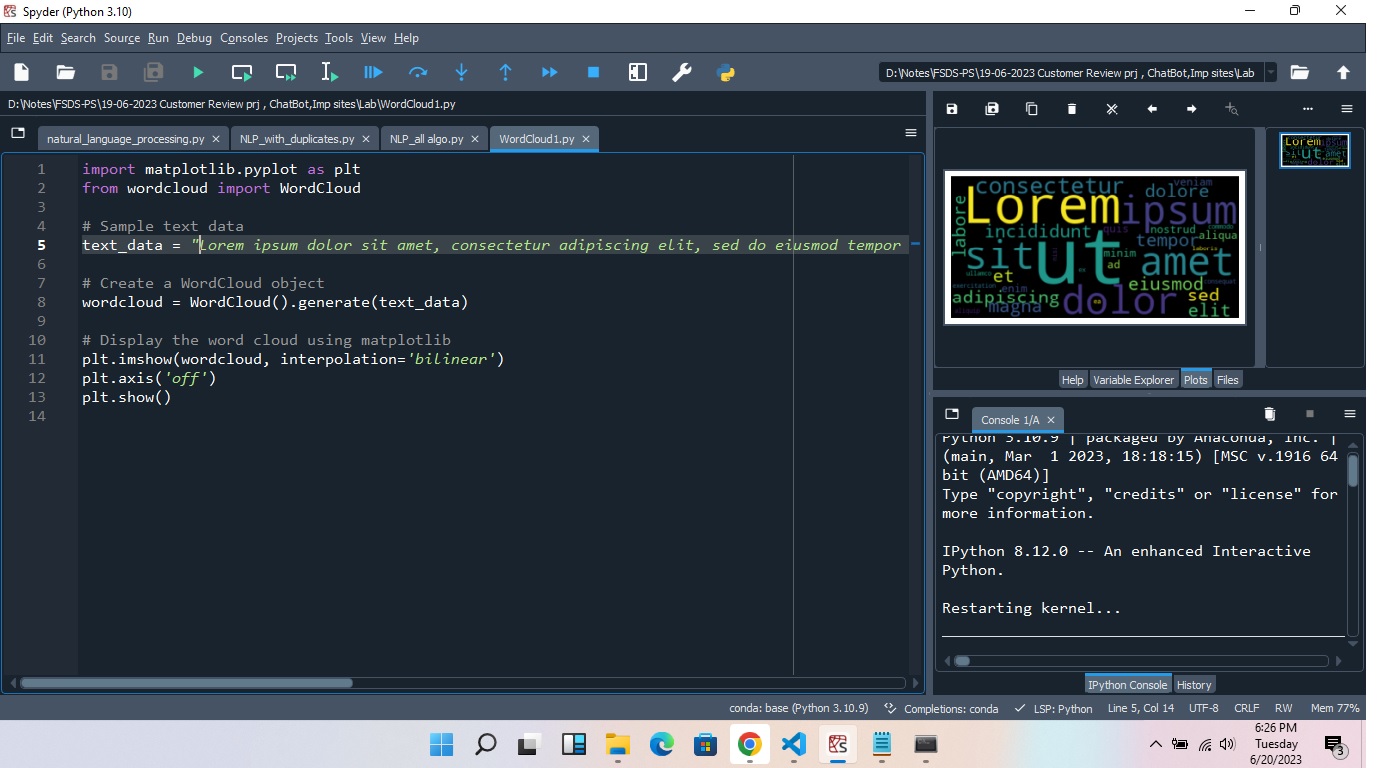 Spyder (Python 3.10)
File Edit Search Source Run Debug Consoles Projects Tools View Help
D:\Notes\FSDS-PS\19-06-2023 Customer Review prj , ChatBot,Imp sites\Lab
D:\Notes\FSDS-PS\19-06-2023 Customer Review prj , ChatBot,Imp sites\Lab\WordCloud1.py
natural_language_processing.py NLP_with_duplicates.py NLP_all algo.py WordCloud1.py
1 import matplotlib.pyplot as plt
2 from wordcloud import WordCloud
3
4 # Sample text data
5 text_data = "Lorem ipsum dolor sit amet, consectetur adipiscing elit, sed do eiusmod tempor
6
7 # Create a WordCloud object
8 wordcloud = WordCloud().generate(text_data)
9
10 # Display the word cloud using matplotlib
11 plt.imshow(wordcloud, interpolation='bilinear')
12 plt.axis('off')
13 plt.show()
14
consectetur dolore veniam
labore Lorem ipsum
incididunt quis nostrud commodo
tempor aliqua
laboris
sit ut minim amet
ullamco ex ad
et eiusmod
exercitation enim consequat
adipiscing dolor sed
magna ea elit
Lorem ipsum
ut amet
Help Variable Explorer Plots Files
Console 1/A
Python 3.10.9 | packaged by Anaconda, Inc. |
(main, Mar 1 2023, 18:18:15) [MSC v.1916 64
bit (AMD64)]
Type "copyright", "credits" or "license" for
more information.
IPython 8.12.0 -- An enhanced Interactive
Python.
Restarting kernel...
IPython Console History
conda: base (Python 3.10.9) Completions: conda LSP: Python Line 5, Col 14 UTF-8 CRLF RW Mem 77%
6:26 PM
Tuesday
6/20/2023
3